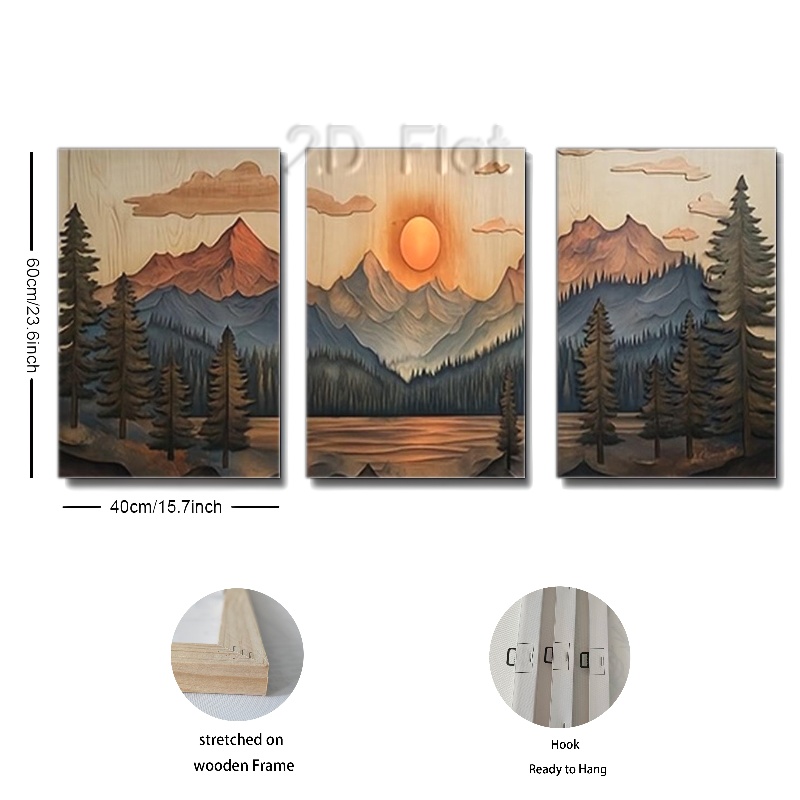 2D Flat
60cm/23.6inch
40cm/15.7inch
stretched on
wooden Frame
Hook
Ready to Hang